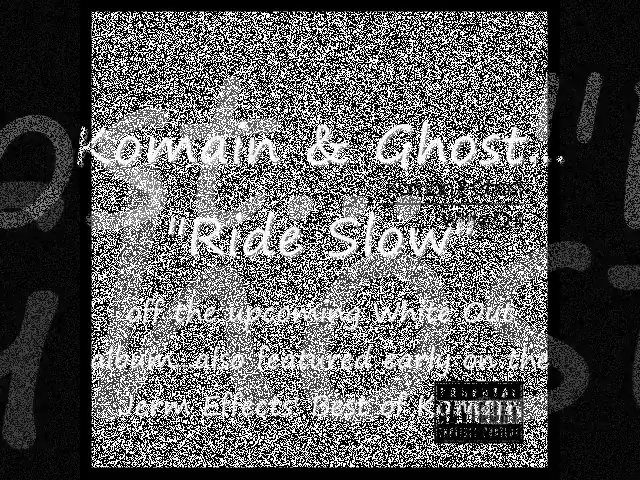 Komain & Ghost...
"Ride Slow"
off the upcoming White Out
album, also featured early on the
Jerm Effects Best of Komain